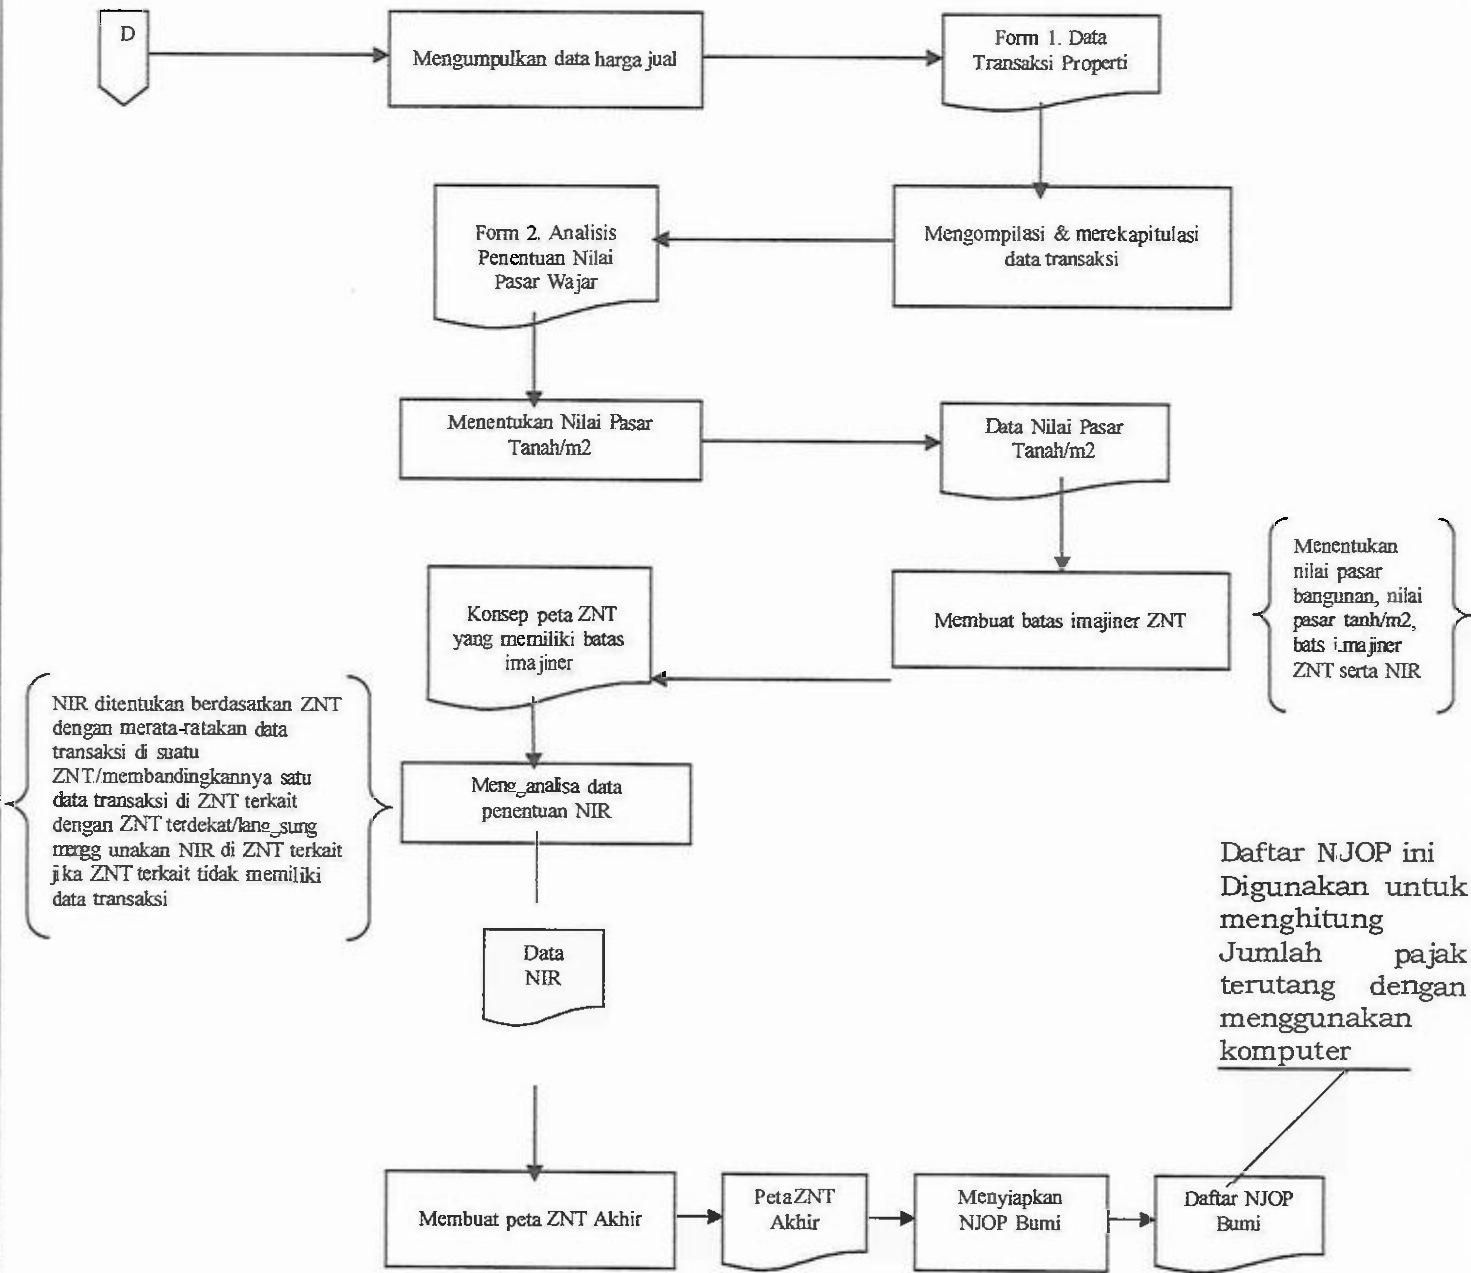 D
Mengumpulkan data harga jual
Form 1. Data
Transaksi Properti
Mengompilasi & merekapitulasi
data transaksi
Form 2. Analisis
Penentuan Nilai
Pasar Wajar
Menentukan Nilai Pasar
Tanah/m2
Data Nilai Pasar
Tanah/m2
Membuat batas imajiner ZNT
Menentukan
nilai pasar
bangunan, nilai
pasar tanh/m2,
bats i.majiner
ZNT serta NIR
Konsep peta ZNT
yang memiliki batas
imajiner
NIR ditentukan berdasarkan ZNT
dengan merata-ratakan data
transaksi di suatu
ZNT/membandingkannya satu
data transaksi di ZNT terkait
dengan ZNT terdekat/lang_sung
mengg unakan NIR di ZNT terkait
jika ZNT terkait tidak memiliki
data transaksi
Meng_analisa data
penentuan NIR
Data
NIR
Daftar NJOP ini
Digunakan untuk
menghitung
Jumlah pajak
terutang dengan
menggunakan
komputer
Membuat peta ZNT Akhir
Peta ZNT
Akhir
Menyiapkan
NJOP Bumi
Daftar NJOP
Bumi